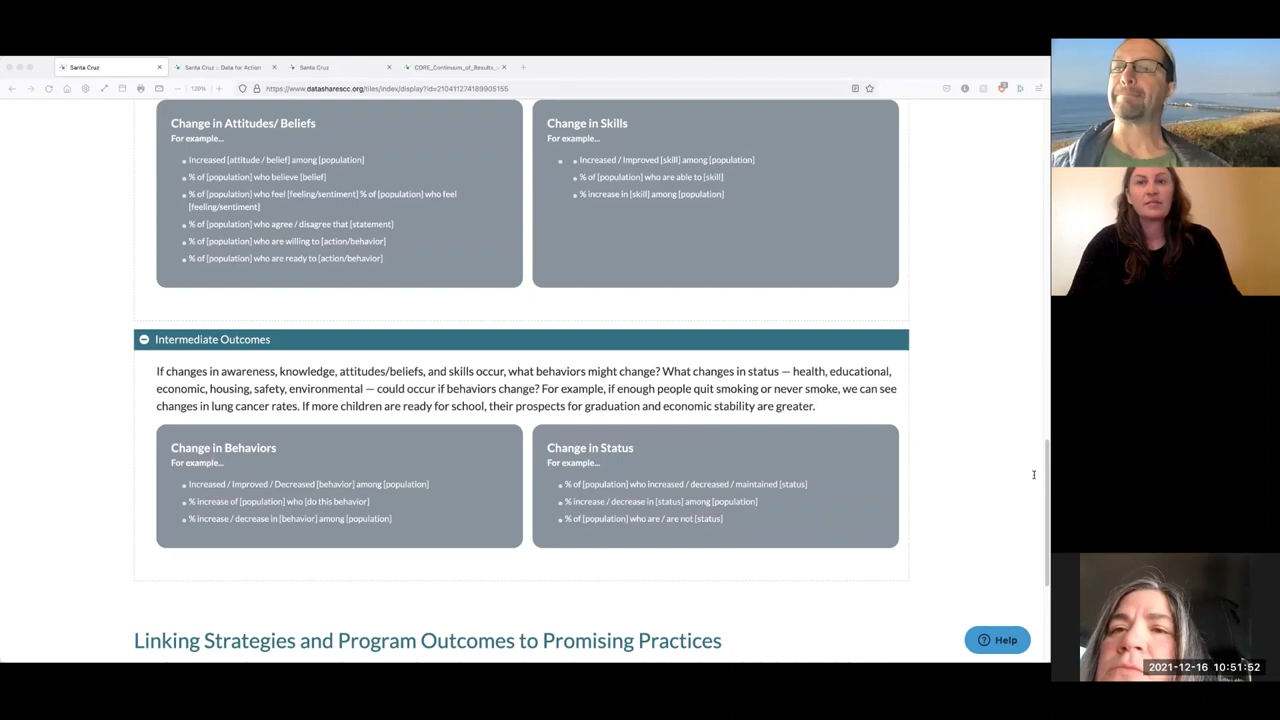 Santa Cruz
Santa Cruz :: Data for Action
Santa Cruz
CORE_Continuum_of_Results_
https://www.datasharescc.org/tiles/index/display?id=210411274189905155
120%
Change in Attitudes/ Beliefs
For example...
Increased [attitude / belief] among [population]
% of [population] who believe [belief]
% of [population] who feel [feeling/sentiment] % of [population] who feel
[feeling/sentiment]
% of [population] who agree / disagree that [statement]
% of [population] who are willing to [action/behavior]
% of [population] who are ready to [action/behavior]
Change in Skills
For example...
Increased / Improved [skill] among [population]
% of [population] who are able to [skill]
% increase in [skill] among [population]
Intermediate Outcomes
If changes in awareness, knowledge, attitudes/beliefs, and skills occur, what behaviors might change? What changes in status — health, educational,
economic, housing, safety, environmental — could occur if behaviors change? For example, if enough people quit smoking or never smoke, we can see
changes in lung cancer rates. If more children are ready for school, their prospects for graduation and economic stability are greater.
Change in Behaviors
For example...
Increased / Improved / Decreased [behavior] among [population]
% increase of [population] who [do this behavior]
% increase / decrease in [behavior] among [population]
Change in Status
For example...
% of [population] who increased / decreased / maintained [status]
% increase / decrease in [status] among [population]
% of [population] who are / are not [status]
Linking Strategies and Program Outcomes to Promising Practices
Help
2021-12-16 10:51:52